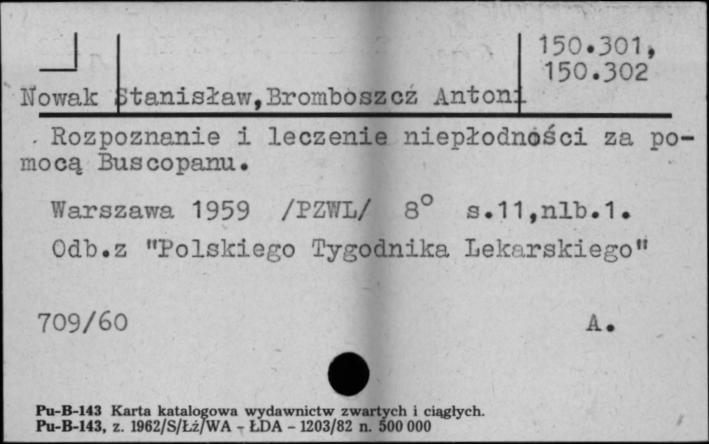 150.301,
150.302
Nowak Stanisław,Bromboszcz Antoni
Rozpoznanie i leczenie niepłodności za po-
mocą Buscopanu.
Warszawa 1959 /PZWL/ 8° s.11,nlb.1.
Odb.z "Polskiego Tygodnika Lekarskiego"
709/60 A.
Pu-B-143 Karta katalogowa wydawnictw zwartych i ciągłych.
Pu-B-143, z. 1962/S/Łź/WA - ŁDA - 1203/82 n. 500 000